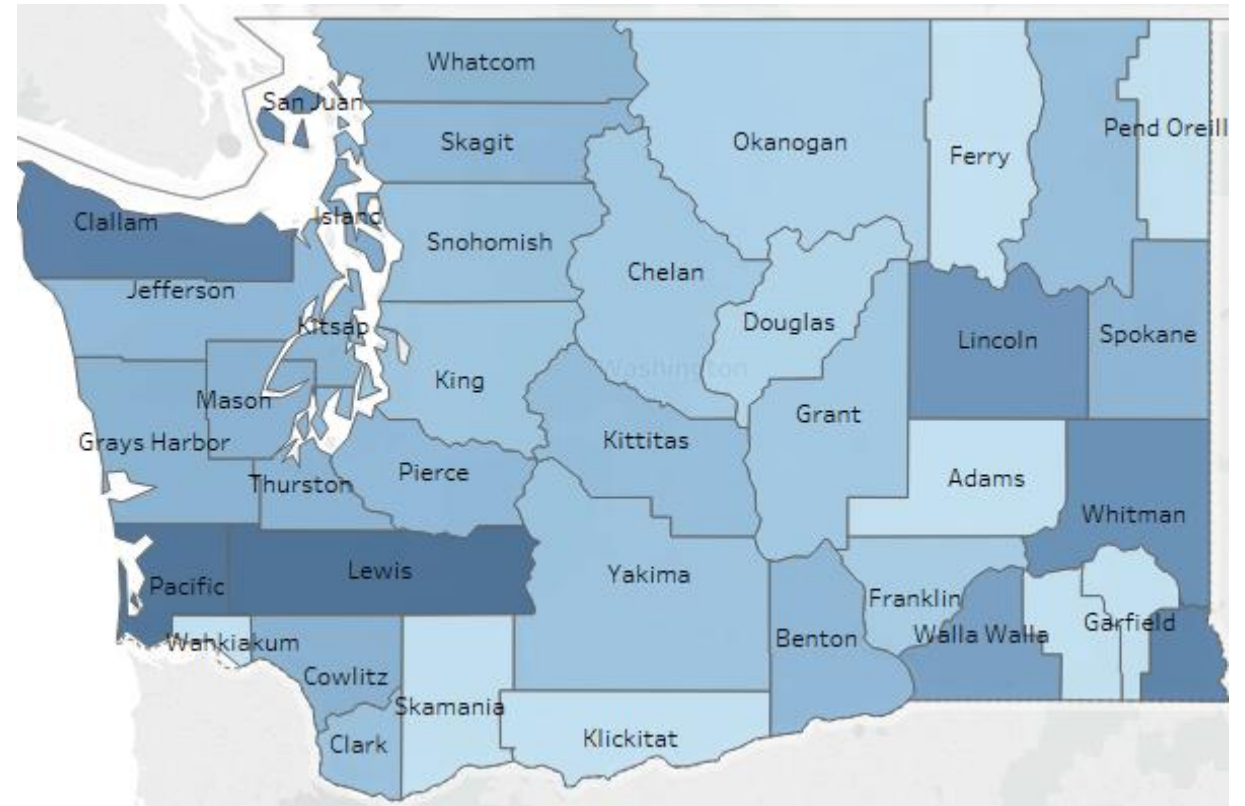 Whatcom
San Juan
Skagit
Okanogan
Pend Oreill
Ferry
Clallam
Island
Snohomish
Chelan
Jefferson
Douglas
Kitsap
Lincoln
Spokane
Washington
King
Mason
Grant
Grays Harbor
Kittitas
Pierce
Thurston
Adams
Whitman
Lewis
Yakima
Pacific
Franklin
Garfield
Wahkiakum
Benton
Walla Walla
Cowlitz
Skamania
Clark
Klickitat